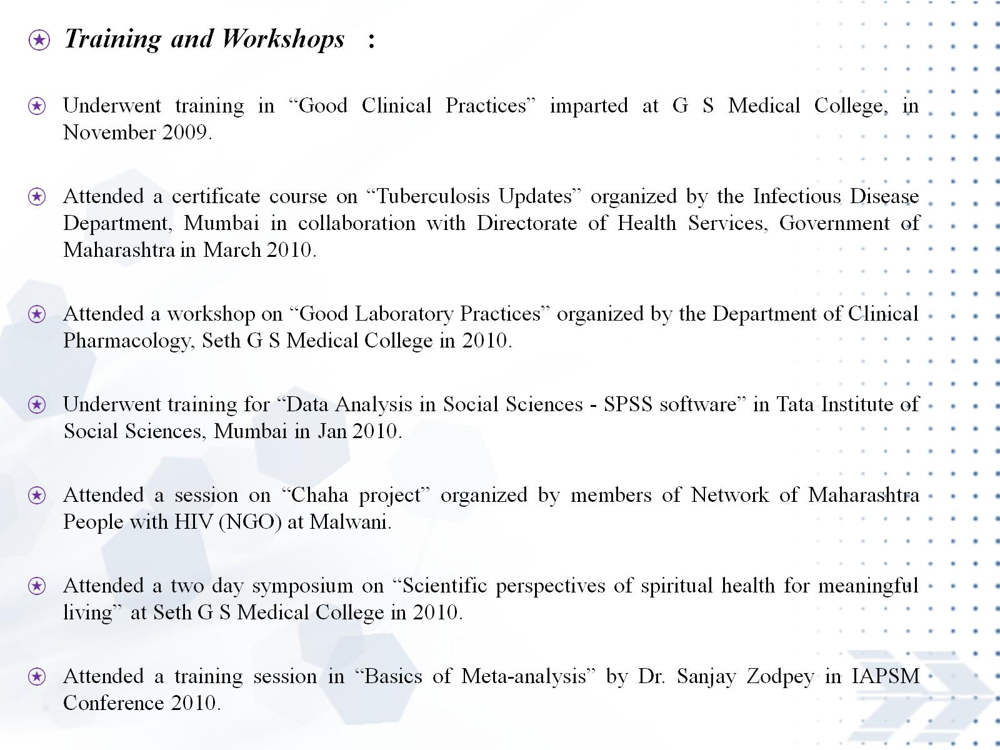 Training and Workshops :
Underwent training in “Good Clinical Practices” imparted at G S Medical College, in
November 2009.
Attended a certificate course on “Tuberculosis Updates” organized by the Infectious Disease
Department, Mumbai in collaboration with Directorate of Health Services, Government of
Maharashtra in March 2010.
Attended a workshop on “Good Laboratory Practices” organized by the Department of Clinical
Pharmacology, Seth G S Medical College in 2010.
Underwent training for “Data Analysis in Social Sciences - SPSS software” in Tata Institute of
Social Sciences, Mumbai in Jan 2010.
Attended a session on “Chaha project” organized by members of Network of Maharashtra
People with HIV (NGO) at Malwani.
Attended a two day symposium on “Scientific perspectives of spiritual health for meaningful
living” at Seth G S Medical College in 2010.
Attended a training session in “Basics of Meta-analysis” by Dr. Sanjay Zodpey in IAPSM
Conference 2010.